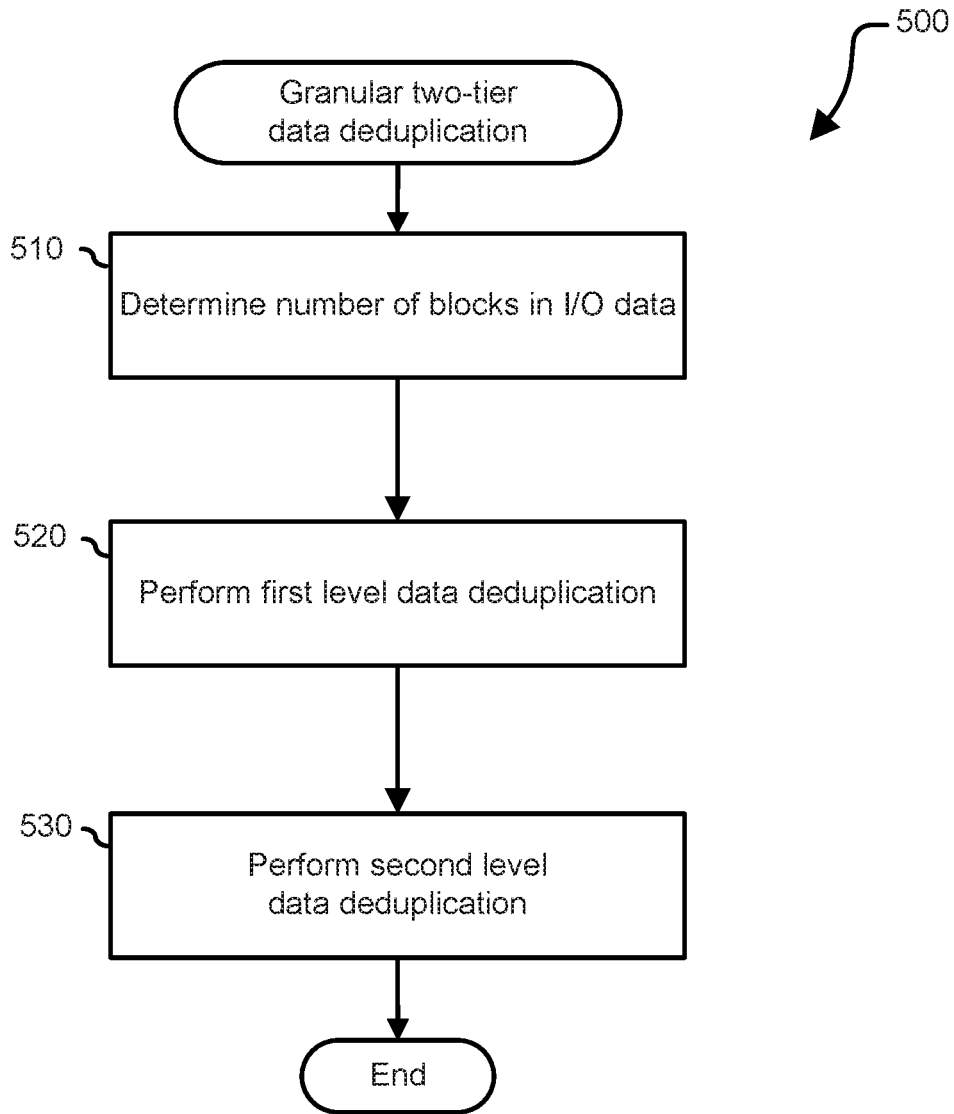 500
Granular two-tier
data deduplication
510
Determine number of blocks in I/O data
520
Perform first level data deduplication
530
Perform second level
data deduplication
End